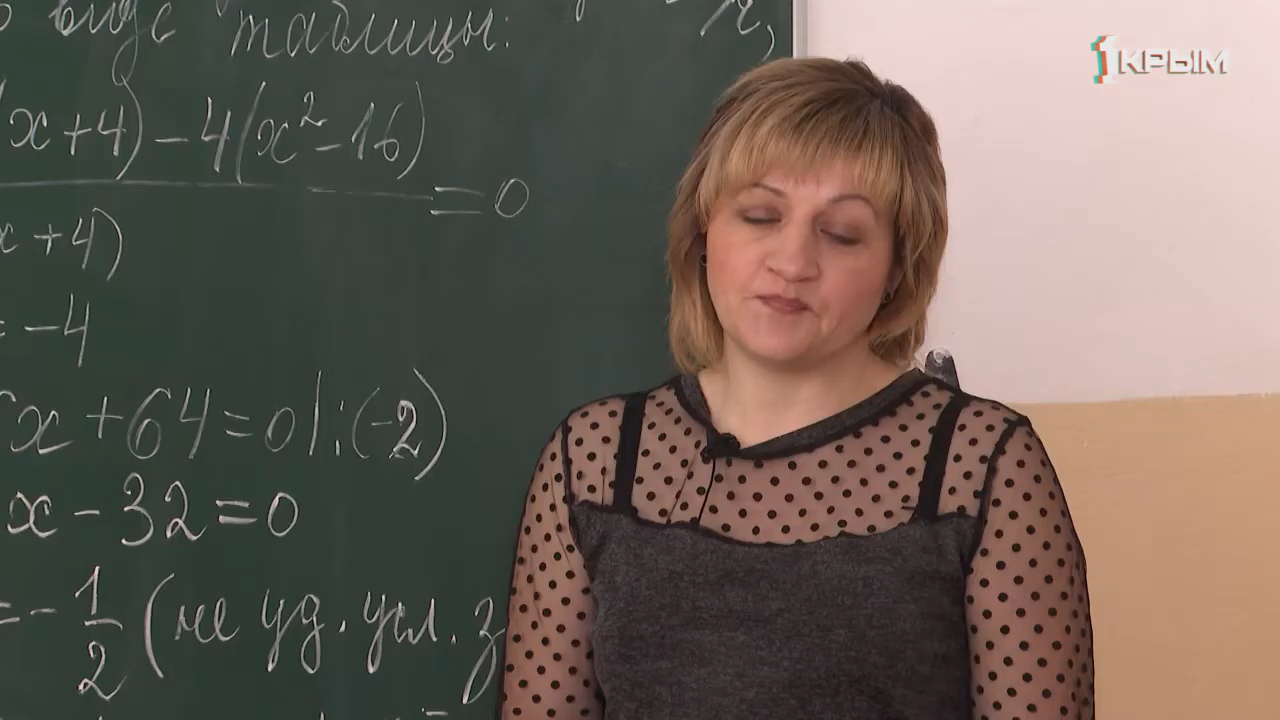 виде таблицы:
1КРЫМ
x+4) - 4(x² - 16)
= 0
x + 4)
= -4
x + 64 = 0 | : (-2)
x - 32 = 0
= - 1/2 (не уд. усл. з